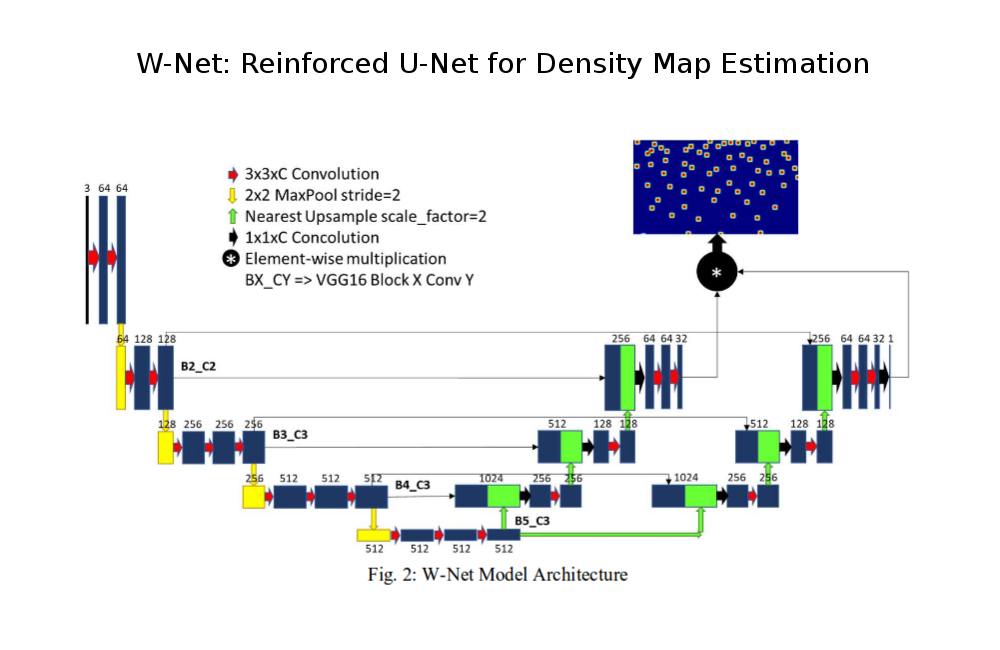 W-Net: Reinforced U-Net for Density Map Estimation
3x3xC Convolution
2x2 MaxPool stride=2
Nearest Upsample scale_factor=2
1x1xC Concolution
* Element-wise multiplication
BX_CY => VGG16 Block X Conv Y
*
3 64 64
64 128 128
B2_C2
256 64 64 32
256 64 64 32 1
128 256 256 256
B3_C3
512 128 128
512 128 128
256 512 512 512
B4_C3
1024 256 256
1024 256 256
B5_C3
512 512 512 512
Fig. 2: W-Net Model Architecture